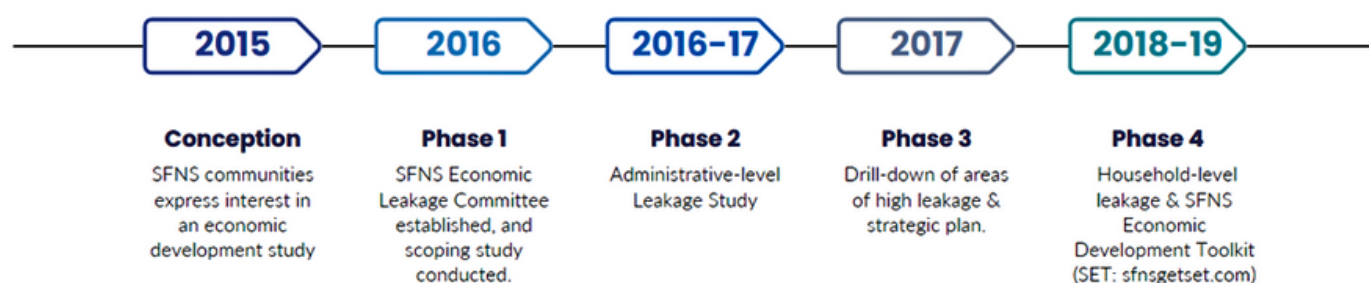 2015
2016
2016-17
2017
2018-19
Conception
SFNS communities
express interest in
an economic
development study
Phase 1
SFNS Economic
Leakage Committee
established, and
scoping study
conducted.
Phase 2
Administrative-level
Leakage Study
Phase 3
Drill-down of areas
of high leakage &
strategic plan.
Phase 4
Household-level
leakage & SFNS
Economic
Development Toolkit
(SET: sfnsgetset.com)